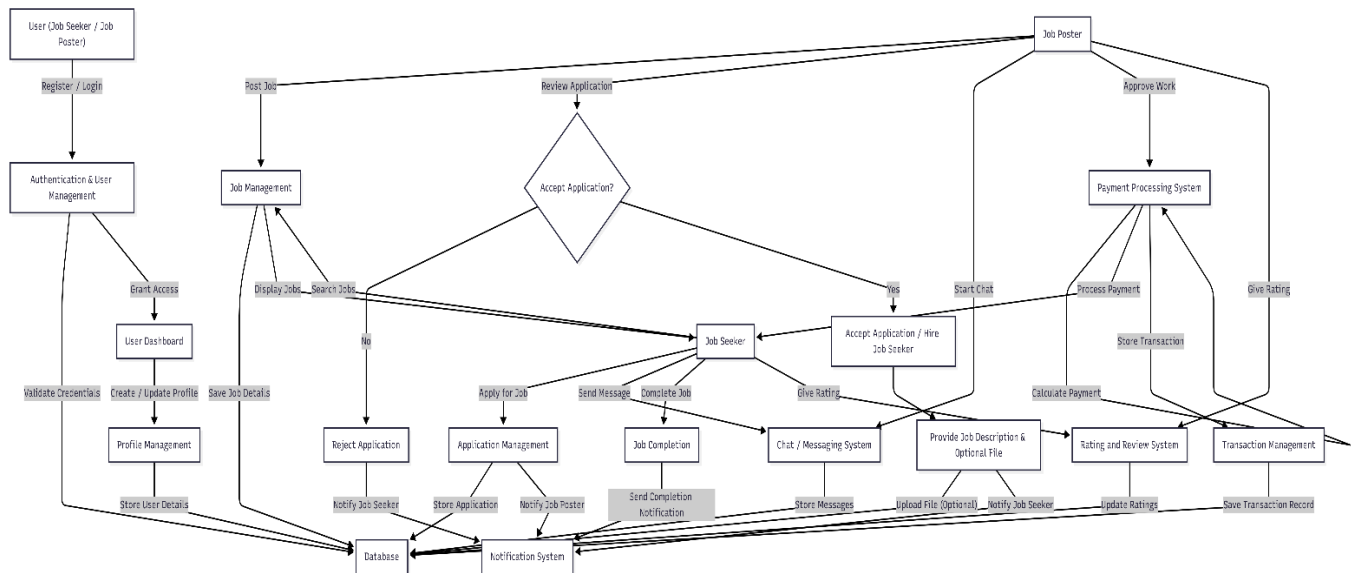 User (Job Seeker / Job
Poster)
Job Poster
Register / Login
Post Job
Review Application
Approve Work
Authentication & User
Management
Job Management
Accept Application?
Payment Processing System
Grant Access
Display Jobs
Search Jobs
Yes
Start Chat
Process Payment
Give Rating
User Dashboard
No
Job Seeker
Accept Application / Hire
Job Seeker
Store Transaction
Validate Credentials
Create / Update Profile
Save Job Details
Apply for Job
Send Message
Complete Job
Give Rating
Calculate Payment
Profile Management
Reject Application
Application Management
Job Completion
Chat / Messaging System
Provide Job Description &
Optional File
Rating and Review System
Transaction Management
Store User Details
Notify Job Seeker
Store Application
Notify Job Poster
Send Completion
Notification
Store Messages
Upload File (Optional)
Notify Job Seeker
Update Ratings
Save Transaction Record
Database
Notification System